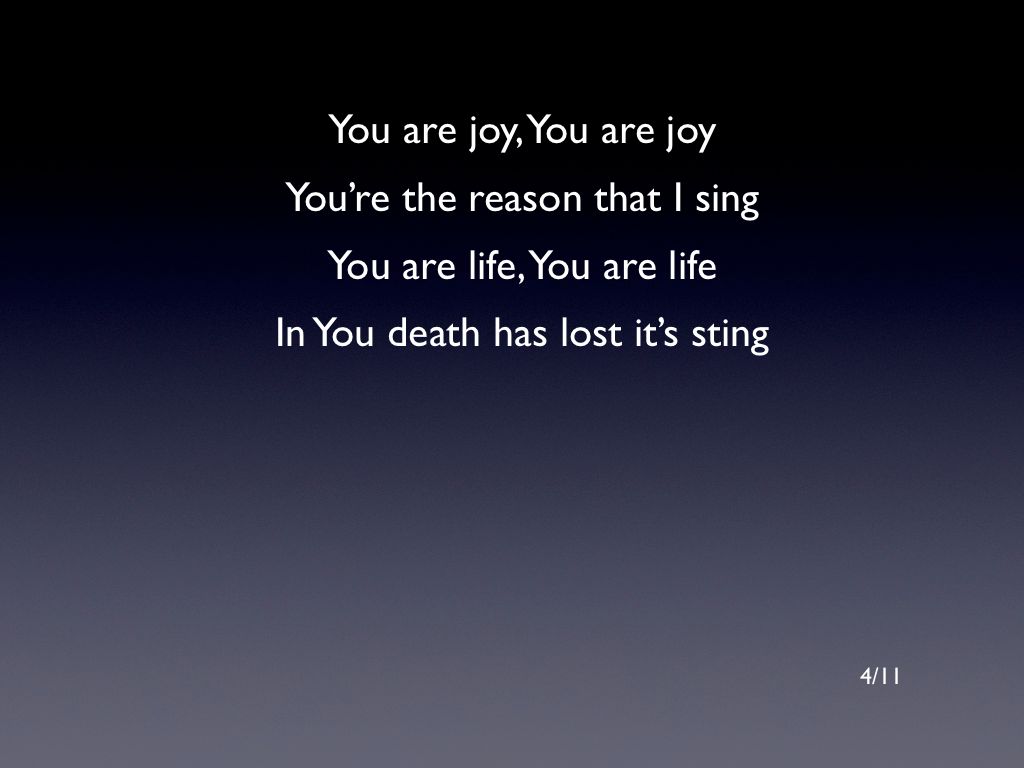 You are joy, You are joy
You’re the reason that I sing
You are life, You are life
In You death has lost it’s sting
4/11